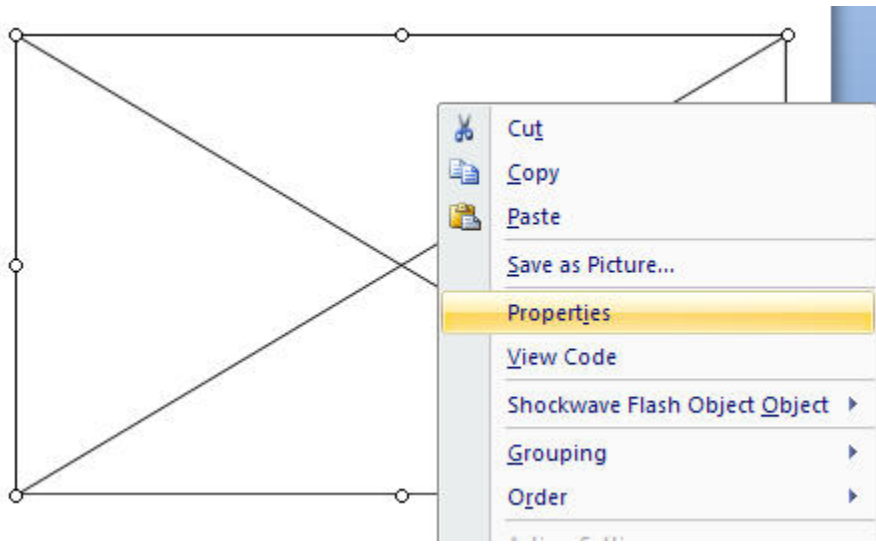 Cut
Copy
Paste
Save as Picture...
Properties
View Code
Shockwave Flash Object Object
Grouping
Order